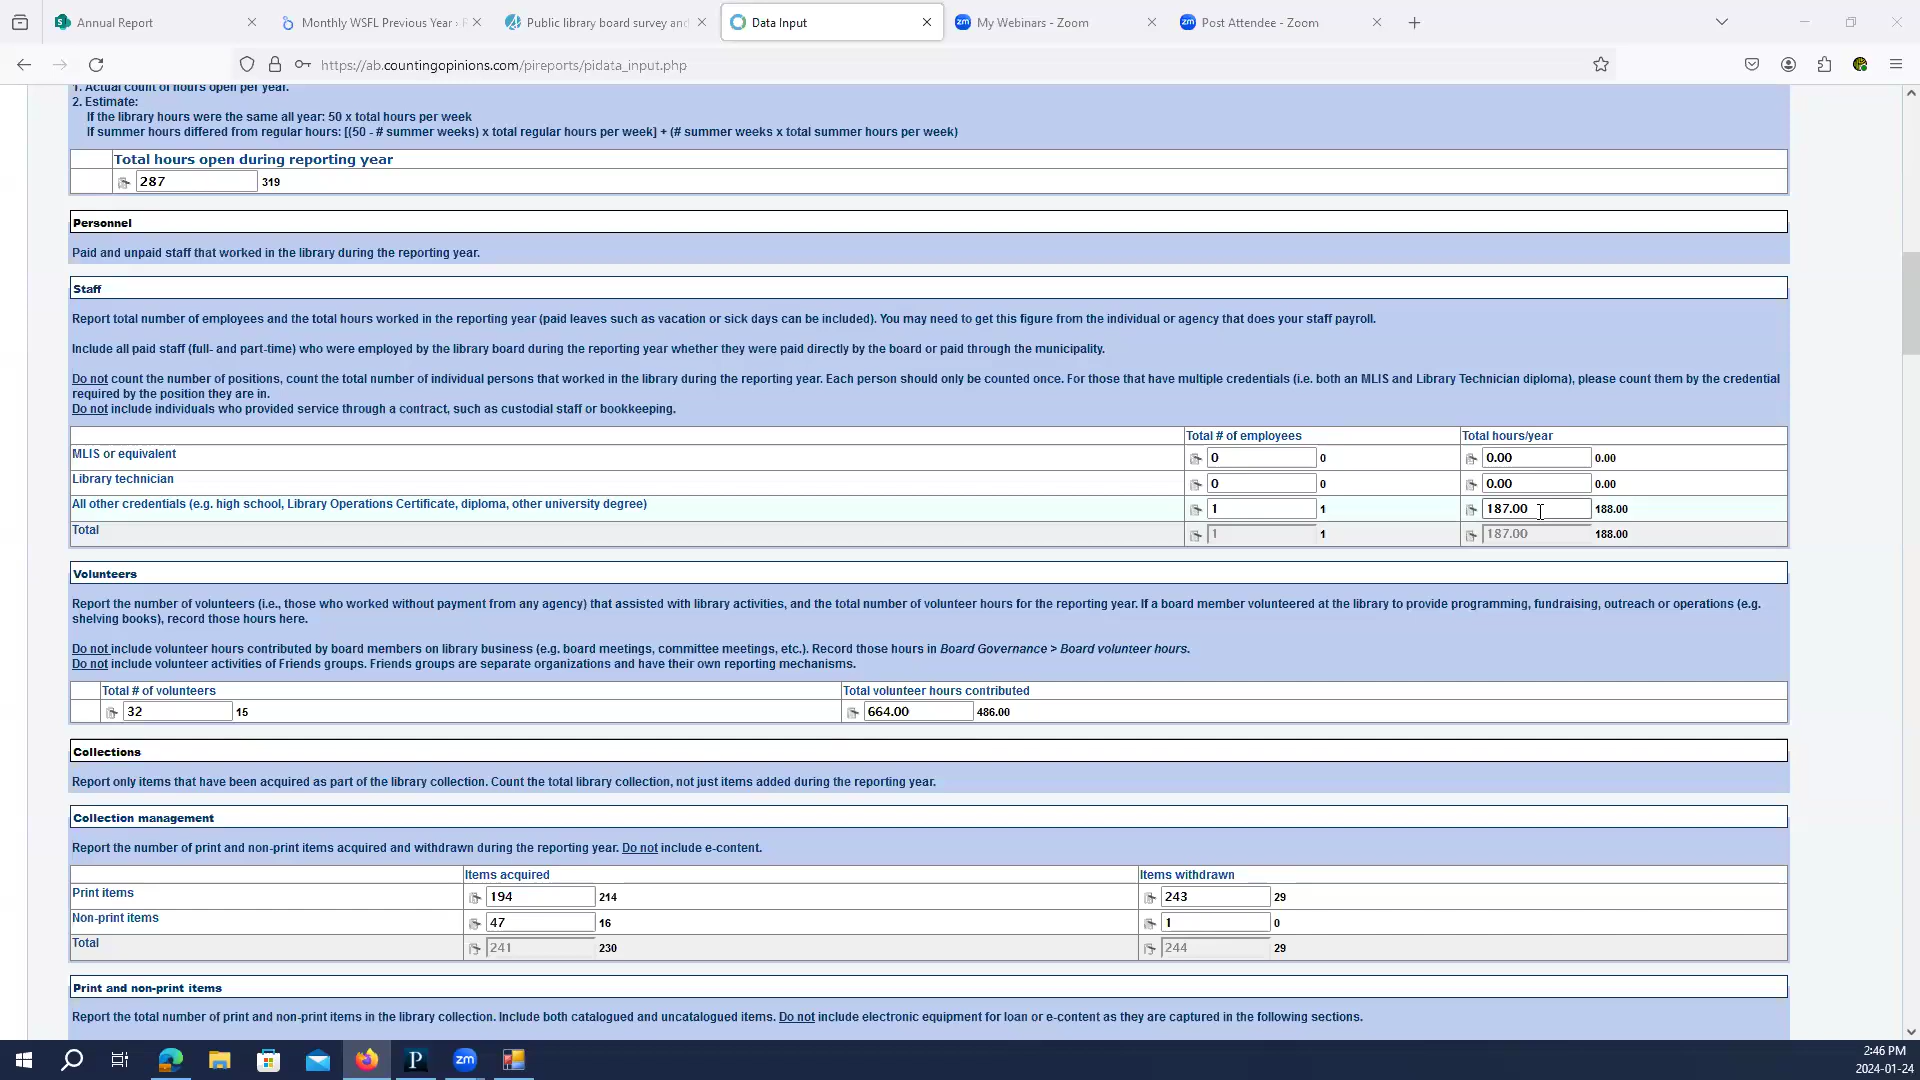 Annual Report
Monthly WSFL Previous Year : F
Public library board survey and
Data Input
My Webinars - Zoom
Post Attendee - Zoom
https://ab.countingopinions.com/pireports/pidata_input.php
1. Actual count of hours open per year.
2. Estimate:
If the library hours were the same all year: 50 x total hours per week
If summer hours differed from regular hours: [(50 - # summer weeks) x total regular hours per week] + (# summer weeks x total summer hours per week)
Total hours open during reporting year
287 319
Personnel
Paid and unpaid staff that worked in the library during the reporting year.
Staff
Report total number of employees and the total hours worked in the reporting year (paid leaves such as vacation or sick days can be included). You may need to get this figure from the individual or agency that does your staff payroll.
Include all paid staff (full- and part-time) who were employed by the library board during the reporting year whether they were paid directly by the board or paid through the municipality.
Do not count the number of positions, count the total number of individual persons that worked in the library during the reporting year. Each person should only be counted once. For those that have multiple credentials (i.e. both an MLIS and Library Technician diploma), please count them by the credential
required by the position they are in.
Do not include individuals who provided service through a contract, such as custodial staff or bookkeeping.
Total # of employees Total hours/year
MLIS or equivalent 0 0 0.00 0.00
Library technician 0 0 0.00 0.00
All other credentials (e.g. high school, Library Operations Certificate, diploma, other university degree) 1 1 187.00 188.00
Total 1 1 187.00 188.00
Volunteers
Report the number of volunteers (i.e., those who worked without payment from any agency) that assisted with library activities, and the total number of volunteer hours for the reporting year. If a board member volunteered at the library to provide programming, fundraising, outreach or operations (e.g.
shelving books), record those hours here.
Do not include volunteer hours contributed by board members on library business (e.g. board meetings, committee meetings, etc.). Record those hours in Board Governance > Board volunteer hours.
Do not include volunteer activities of Friends groups. Friends groups are separate organizations and have their own reporting mechanisms.
Total # of volunteers Total volunteer hours contributed
32 15 664.00 486.00
Collections
Report only items that have been acquired as part of the library collection. Count the total library collection, not just items added during the reporting year.
Collection management
Report the number of print and non-print items acquired and withdrawn during the reporting year. Do not include e-content.
Items acquired Items withdrawn
Print items 194 214 243 29
Non-print items 47 16 1 0
Total 241 230 244 29
Print and non-print items
Report the total number of print and non-print items in the library collection. Include both catalogued and uncatalogued items. Do not include electronic equipment for loan or e-content as they are captured in the following sections.
2:46 PM
2024-01-24